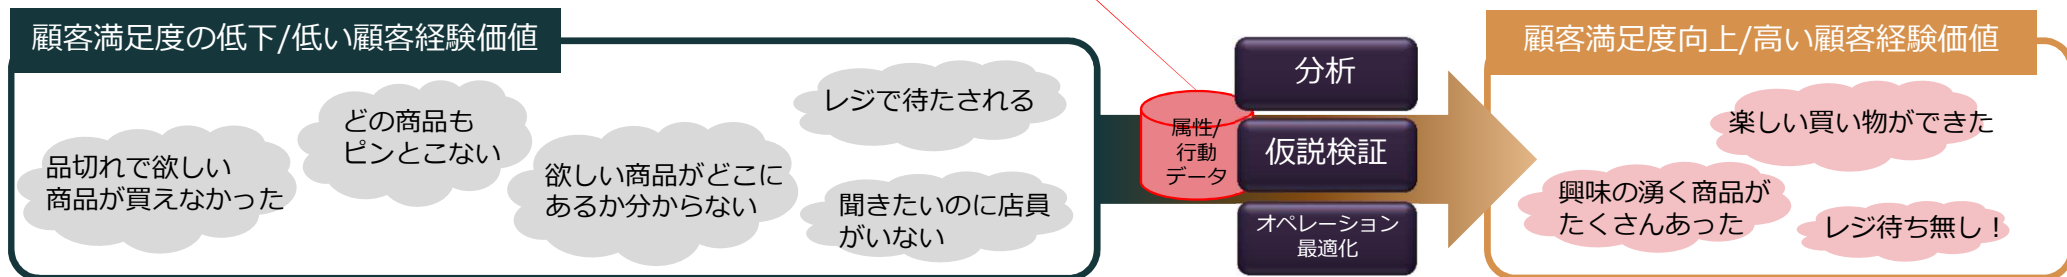 顧客満足度の低下/低い顧客経験価値
品切れで欲しい
商品が買えなかった
どの商品も
ピンとこない
欲しい商品がどこに
あるか分からない
レジで待たされる
聞きたいのに店員
がいない
属性/
行動
データ
分析
仮説検証
オペレーション
最適化
顧客満足度向上/高い顧客経験価値
楽しい買い物ができた
興味の湧く商品が
たくさんあった
レジ待ち無し！